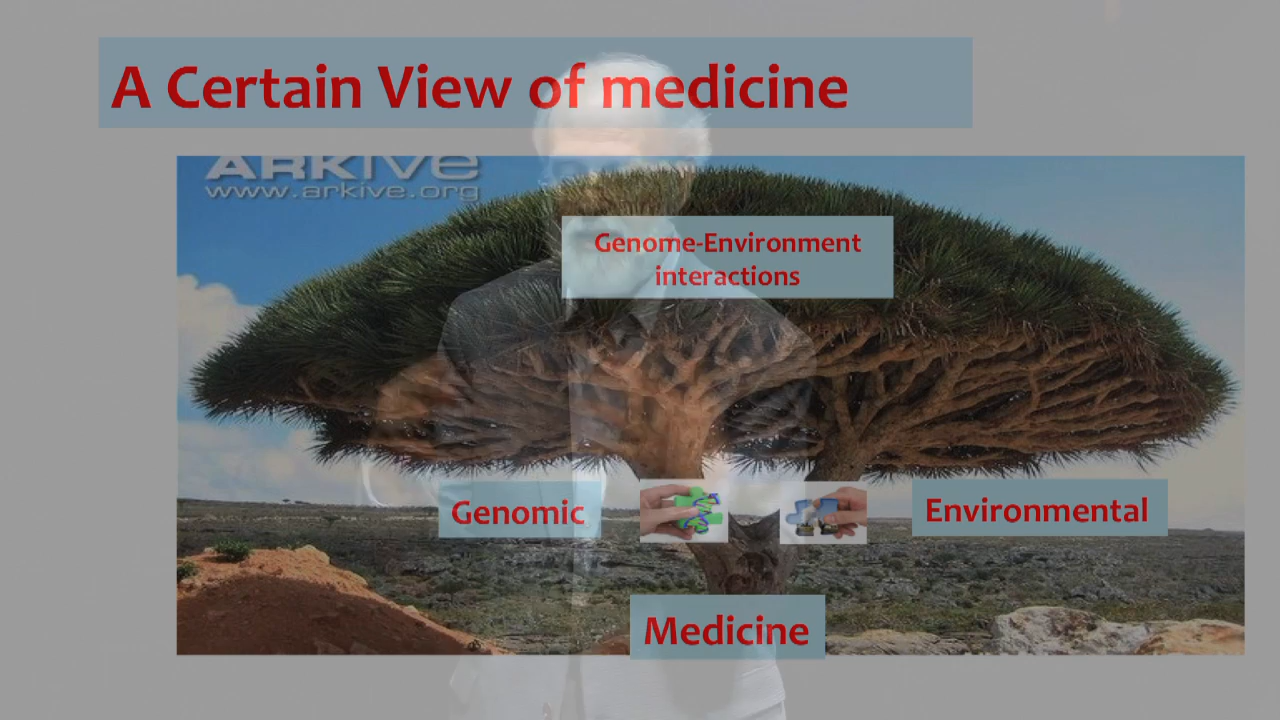 A Certain View of medicine
ARKive
www.arkive.org
Genome-Environment
interactions
Genomic
Environmental
Medicine